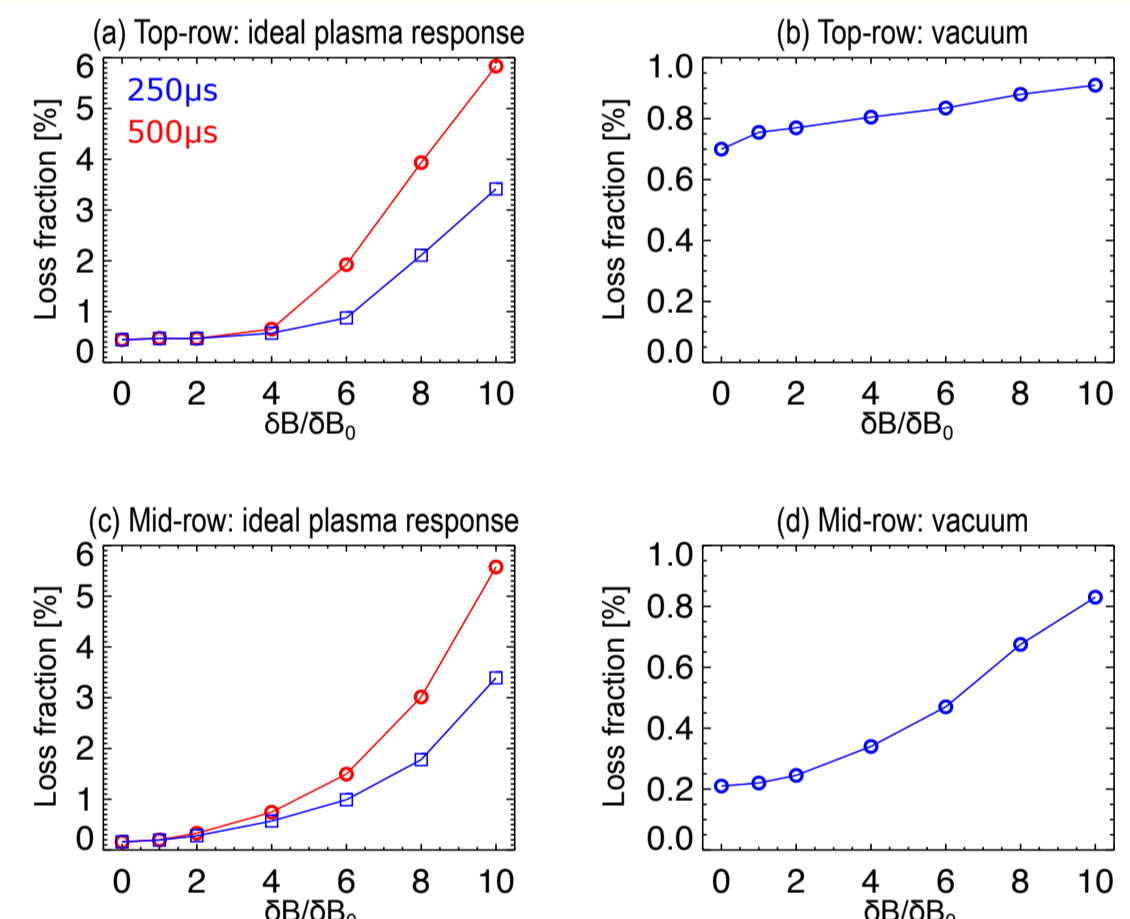 (a) Top-row: ideal plasma response
250μs
500μs
Loss fraction [%]
6
5
4
3
2
1
0
0 2 4 6 8 10
δB/δB₀
(b) Top-row: vacuum
Loss fraction [%]
1.0
0.8
0.6
0.4
0.2
0.0
0 2 4 6 8 10
δB/δB₀
(c) Mid-row: ideal plasma response
Loss fraction [%]
6
5
4
3
2
1
0
0 2 4 6 8 10
δB/δB₀
(d) Mid-row: vacuum
Loss fraction [%]
1.0
0.8
0.6
0.4
0.2
0.0
0 2 4 6 8 10
δB/δB₀